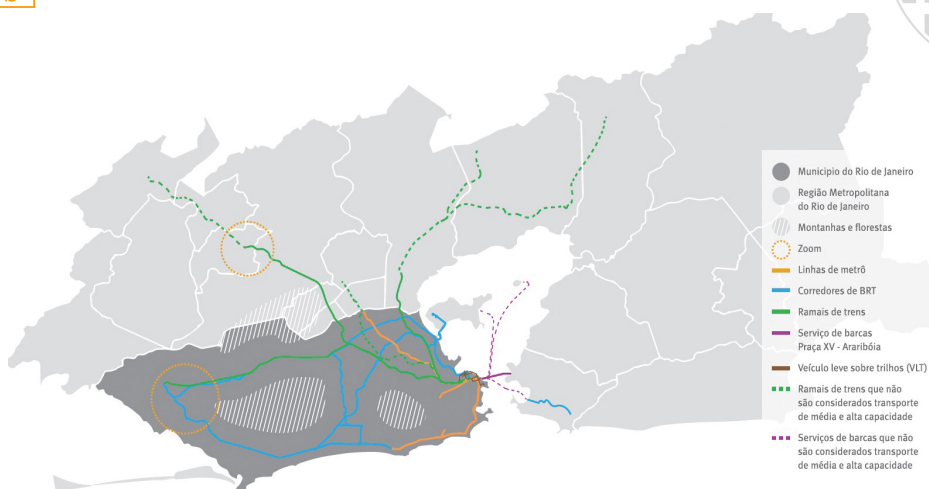 Municipio do Rio de Janeiro
Região Metropolitana
do Rio de Janeiro
Montanhas e florestas
Zoom
Linhas de metrô
Corredores de BRT
Ramais de trens
Serviço de barcas
Praça XV - Araribóia
Veículo leve sobre trilhos (VLT)
Ramais de trens que não
são considerados transporte
de média e alta capacidade
Serviços de barcas que não
são considerados transporte
de média e alta capacidade